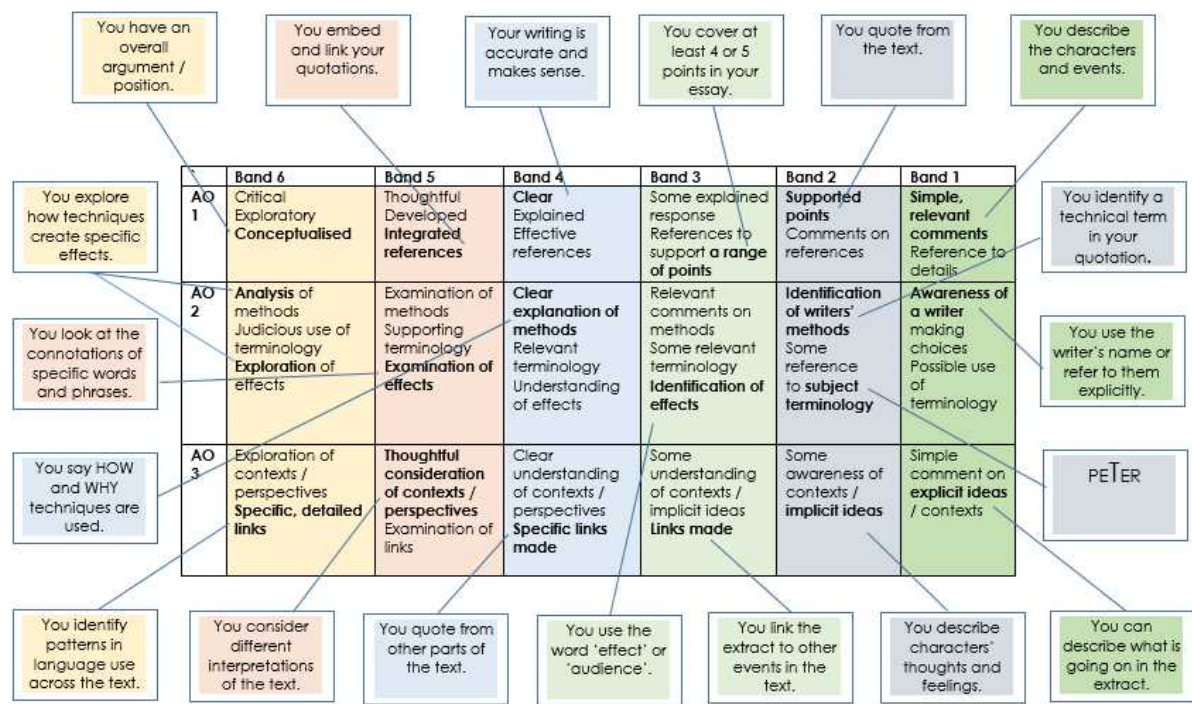 You have an
overall
argument /
position.
You embed
and link your
quotations.
Your writing is
accurate and
makes sense.
You cover at
least 4 or 5
points in your
essay.
You quote from
the text.
You describe
the characters
and events.
You explore
how techniques
create specific
effects.
You look at the
connotations of
specific words
and phrases.
You say HOW
and WHY
techniques are
used.
Band 6
Band 5
Band 4
Band 3
Band 2
Band 1
AO
1
Critical
Exploratory
Conceptualised
Thoughtful
Developed
Integrated
references
Clear
Explained
Effective
references
Some explained
response
References to
support a range
of points
Supported
points
Comments on
references
Simple,
relevant
comments
Reference to
details
AO
2
Analysis of
methods
Judicious use of
terminology
Exploration of
effects
Examination of
methods
Supporting
terminology
Examination of
effects
Clear
explanation of
methods
Relevant
terminology
Understanding
of effects
Relevant
comments on
methods
Some relevant
terminology
Identification of
effects
Identification
of writers'
methods
Some
reference
to subject
terminology
Awareness of
a writer
making
choices
Possible use
of
terminology
AO
3
Exploration of
contexts /
perspectives
Specific, detailed
links
Thoughtful
consideration
of contexts /
perspectives
Examination of
links
Clear
understanding
of contexts /
perspectives
Specific links
made
Some
understanding
of contexts /
implicit ideas
Links made
Some
awareness of
contexts /
implicit ideas
Simple
comment on
explicit ideas
/ contexts
You identify a
technical term
in your
quotation.
You use the
writer's name or
refer to them
explicitly.
PETER
You identify
patterns in
language use
across the text.
You consider
different
interpretations
of the text.
You quote from
other parts of
the text.
You use the
word 'effect' or
'audience'.
You link the
extract to other
events in the
text.
You describe
characters'
thoughts and
feelings.
You can
describe what is
going on in the
extract.